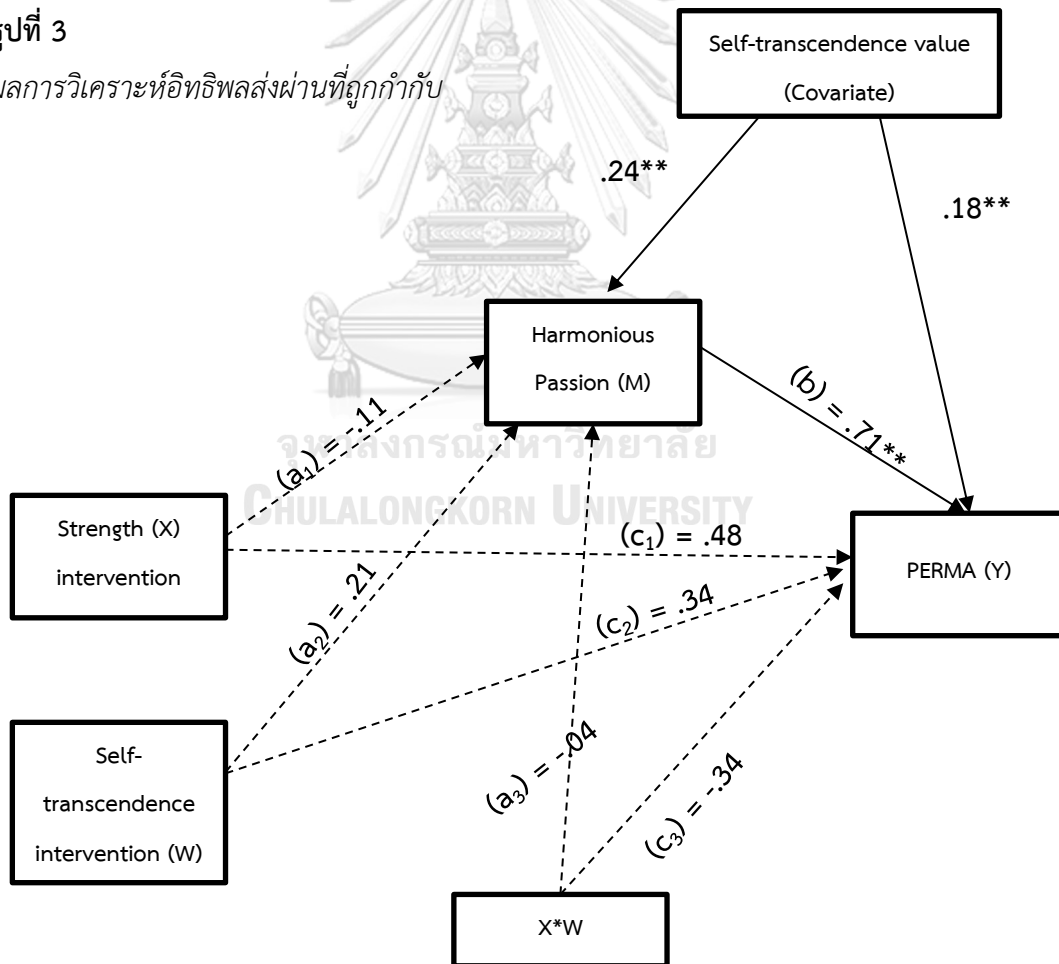 รูปที่ 3
ผลการวิเคราะห์อิทธิพลส่งผ่านที่ถูกกำกับ
Self-transcendence value
(Covariate)
.24**
.18**
Harmonious
Passion (M)
(b) = .71**
(a₁) = -.11
จุฬาลงกรณ์มหาวิทยาลัย
CHULALONGKORN UNIVERSITY
Strength (X)
intervention
(c₁) = .48
PERMA (Y)
(a₂) = .21
(c₂) = .34
Self-
transcendence
intervention (W)
(a₃) = -.04
(c₃) = -.34
X*W